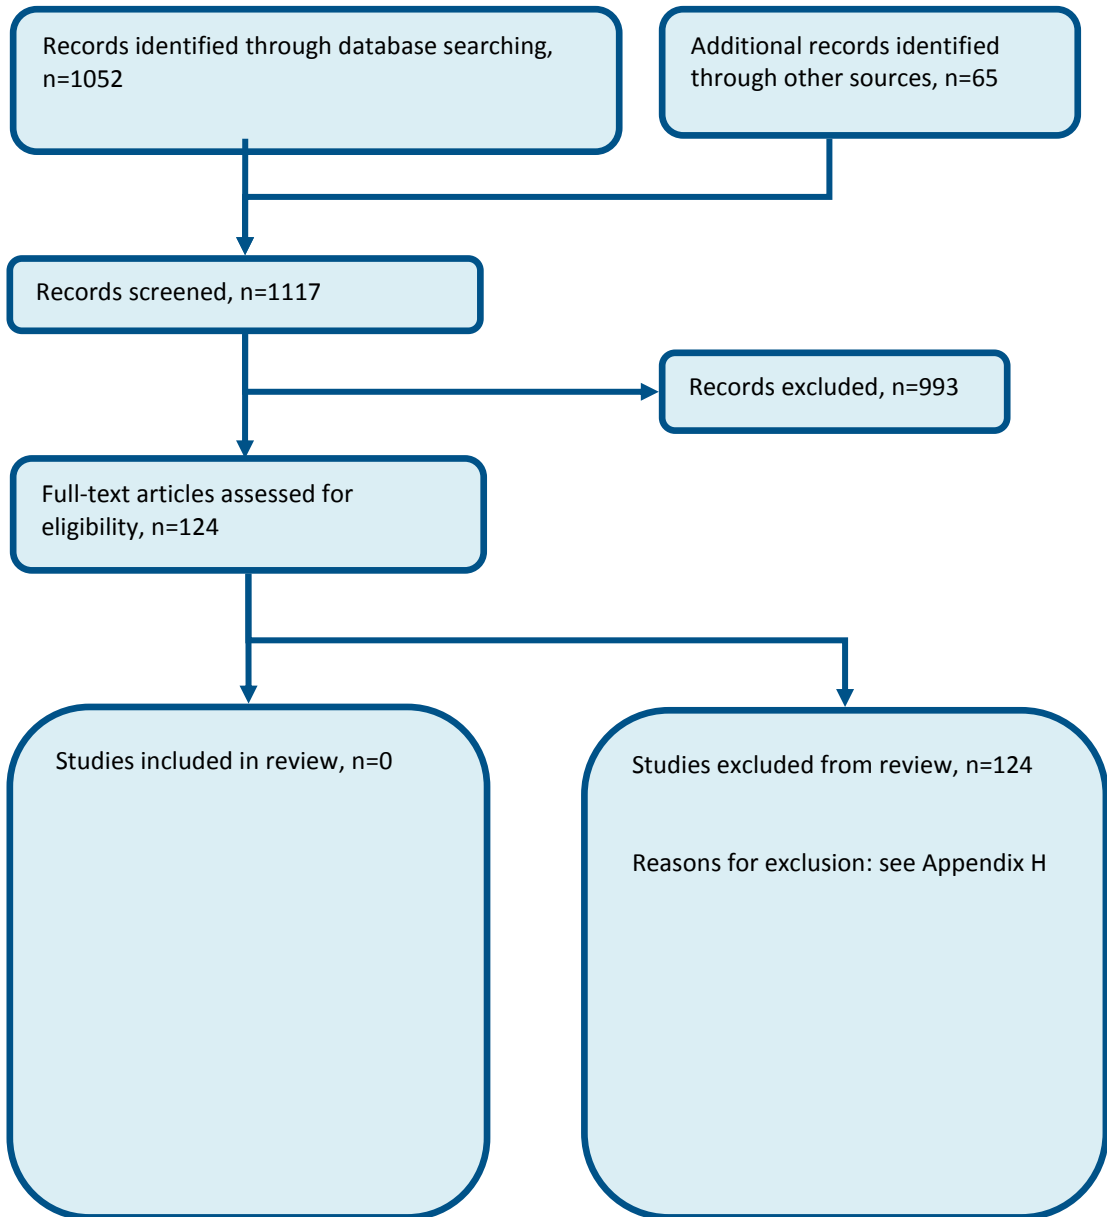 Records identified through database searching,
n=1052
Additional records identified
through other sources, n=65
Records screened, n=1117
Records excluded, n=993
Full-text articles assessed for
eligibility, n=124
Studies included in review, n=0
Studies excluded from review, n=124
Reasons for exclusion: see Appendix H